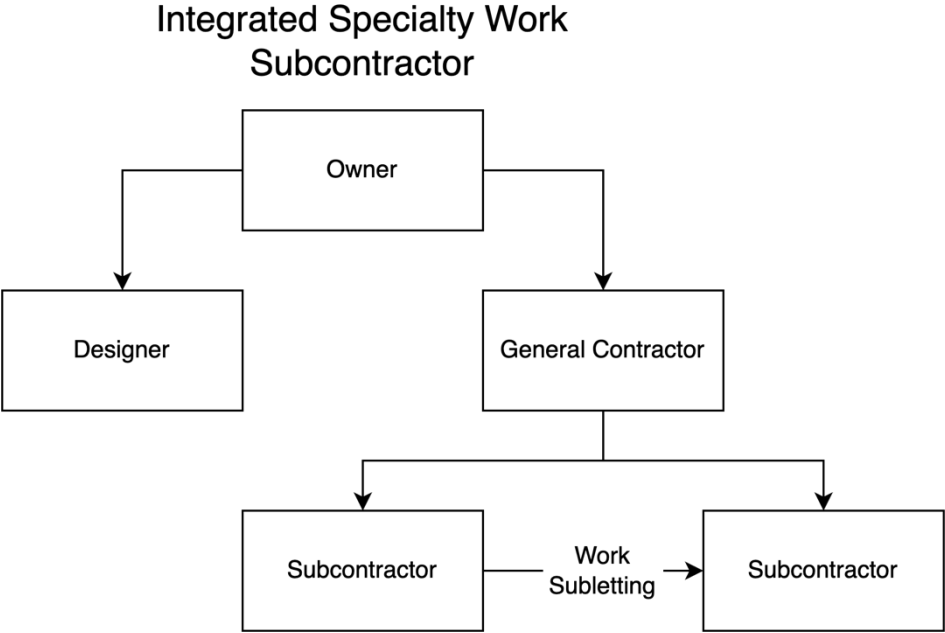 Integrated Specialty Work
Subcontractor
Owner
Designer
General Contractor
Subcontractor
Work
Subletting
Subcontractor